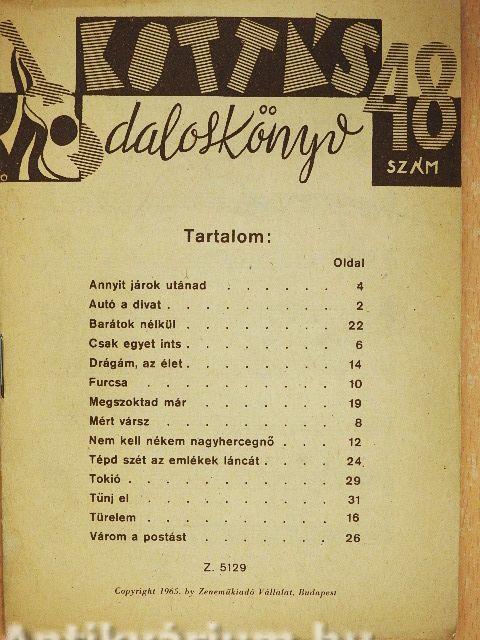 KOTTÁS
daloskönyv
48
SZÁM
Tartalom:
Oldal
Annyit járok utánad . . . . . . 4
Autó a divat . . . . . . . . 2
Barátok nélkül . . . . . . . . 22
Csak egyet ints . . . . . . . . 6
Drágám, az élet . . . . . . . . 14
Furcsa . . . . . . . . . 10
Megszoktad már . . . . . . . 19
Mért vársz . . . . . . . . 8
Nem kell nékem nagyhercegnő . . . 12
Tépd szét az emlékek láncát . . . . 24
Tokió . . . . . . . . . . 29
Tünj el . . . . . . . . . 31
Türelem . . . . . . . . . 16
Várom a postást . . . . . . . 26
Z. 5129
Copyright 1965. by Zeneműkiadó Vállalat, Budapest
Antikvárium.hu